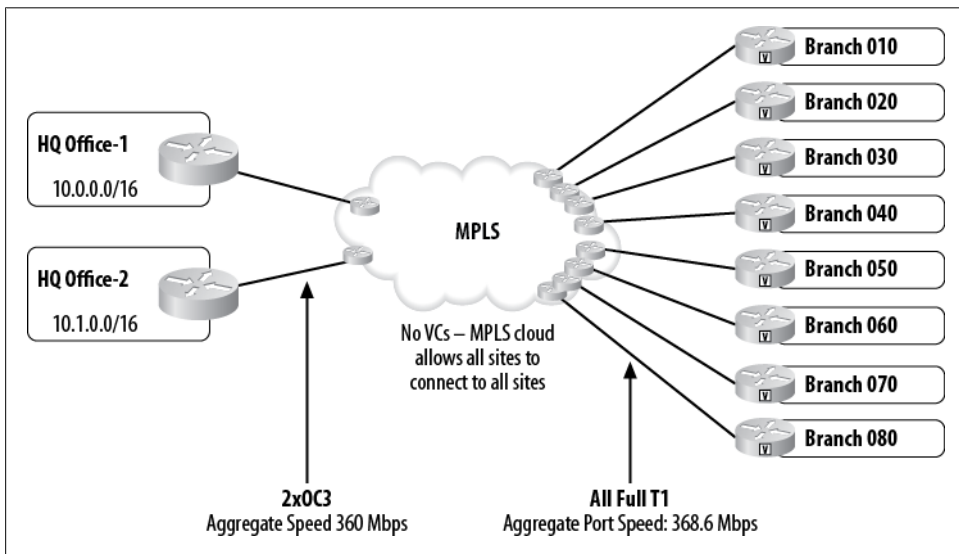 HQ Office-1
10.0.0.0/16
HQ Office-2
10.1.0.0/16
MPLS
No VCs – MPLS cloud
allows all sites to
connect to all sites
2xOC3
Aggregate Speed 360 Mbps
All Full T1
Aggregate Port Speed: 368.6 Mbps
V Branch 010
V Branch 020
V Branch 030
V Branch 040
V Branch 050
V Branch 060
V Branch 070
V Branch 080